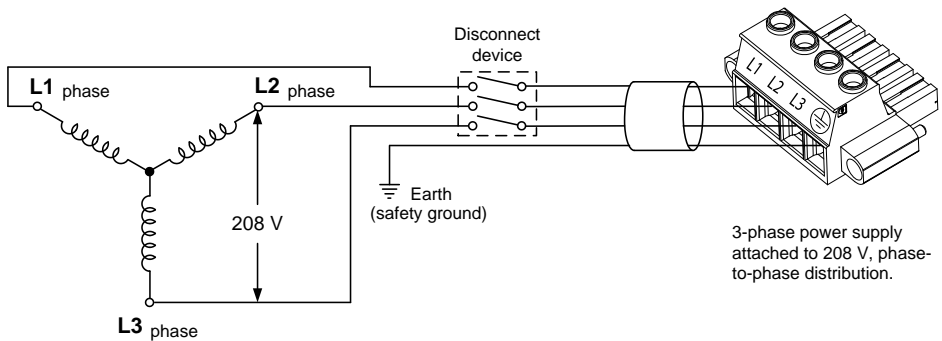 Disconnect
device
L1 phase
L2 phase
L1 L2 L3
Earth
(safety ground)
208 V
3-phase power supply
attached to 208 V, phase-
to-phase distribution.
L3 phase